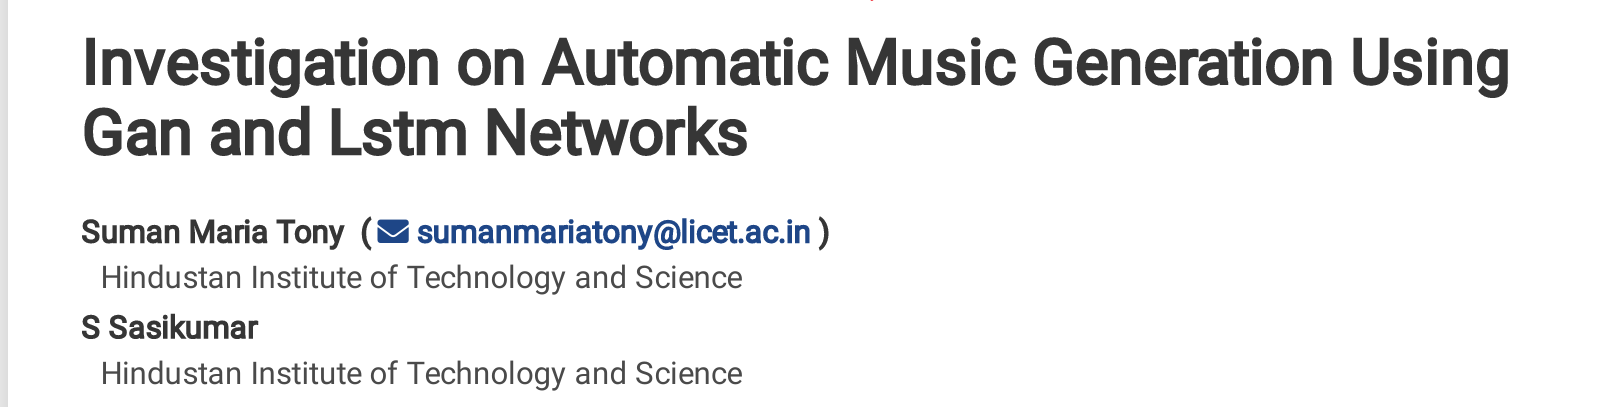 Investigation on Automatic Music Generation Using
Gan and Lstm Networks
Suman Maria Tony (sumanmariatony@licet.ac.in)
Hindustan Institute of Technology and Science
S Sasikumar
Hindustan Institute of Technology and Science